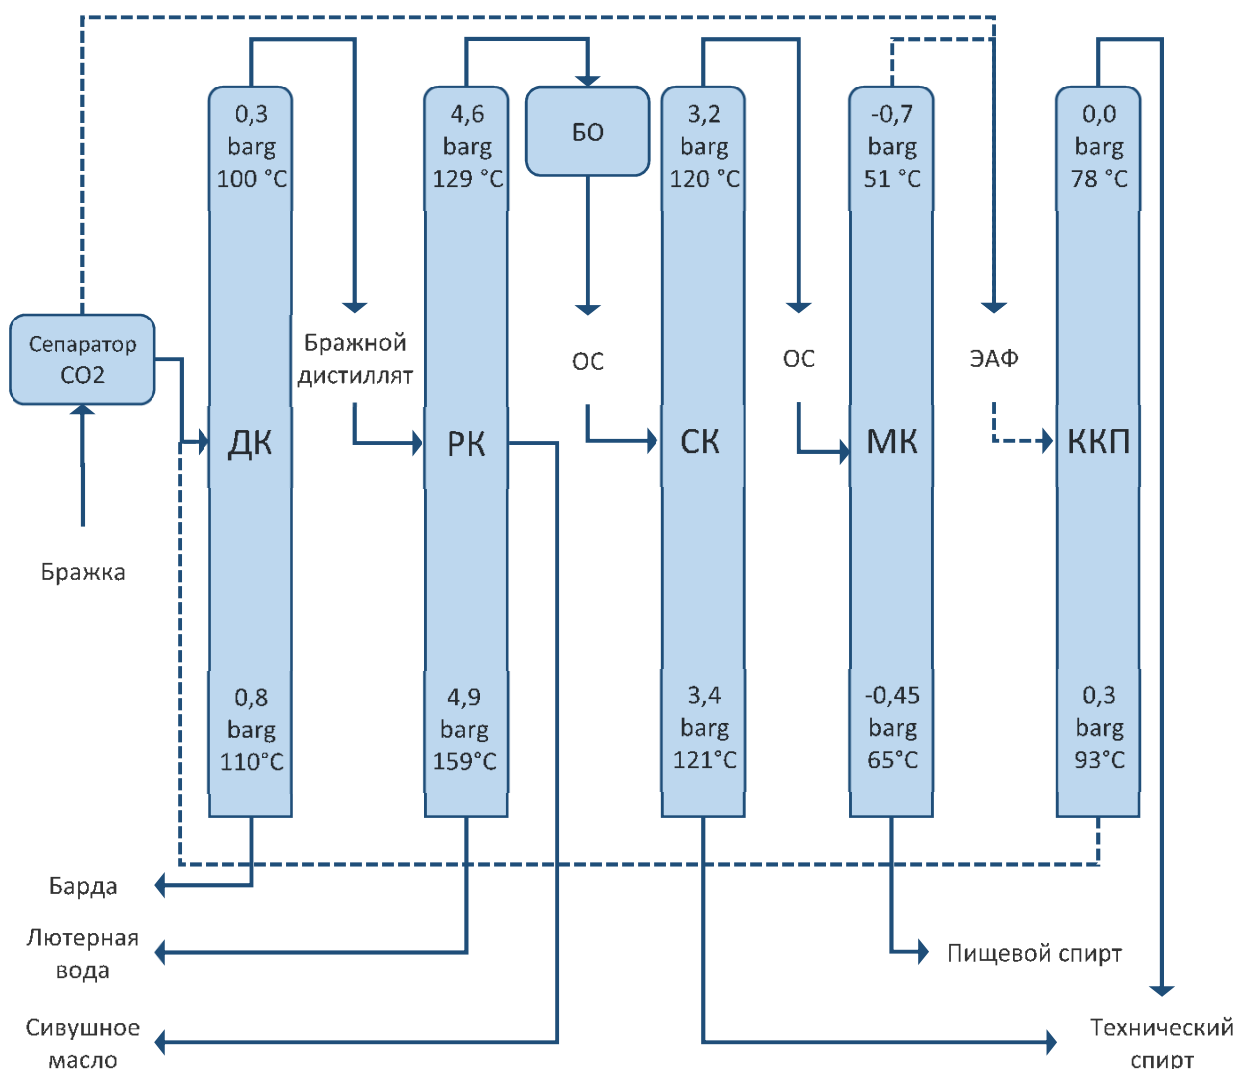 0,3
barg
100 °C
4,6
barg
129 °C
БО
3,2
barg
120 °C
-0,7
barg
51 °C
0,0
barg
78 °C
Сепаратор
СО2
Бражной
дистиллят
ОС
ОС
ЭАФ
ДК
РК
СК
МК
ККП
Бражка
0,8
barg
110°C
4,9
barg
159°C
3,4
barg
121°C
-0,45
barg
65°C
0,3
barg
93°C
Барда
Лютерная
вода
Пищевой спирт
Сивушное
масло
Технический
спирт